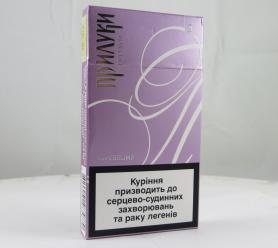 ПРИЛУКИ
Куріння
призводить до
серцево-судинних
захворювань
та раку легенів